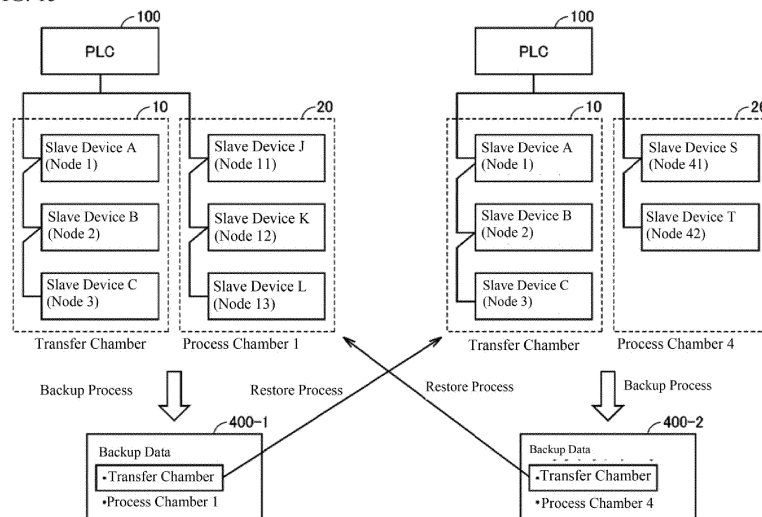 100
PLC
10
20
Slave Device A
(Node 1)
Slave Device J
(Node 11)
Slave Device B
(Node 2)
Slave Device K
(Node 12)
Slave Device C
(Node 3)
Slave Device L
(Node 13)
Transfer Chamber
Process Chamber 1
100
PLC
10
26
Slave Device A
(Node 1)
Slave Device S
(Node 41)
Slave Device B
(Node 2)
Slave Device T
(Node 42)
Slave Device C
(Node 3)
Transfer Chamber
Process Chamber 4
Backup Process
Restore Process
Restore Process
Backup Process
400-1
Backup Data
•Transfer Chamber
•Process Chamber 1
400-2
Backup Data
•Transfer Chamber
•Process Chamber 4